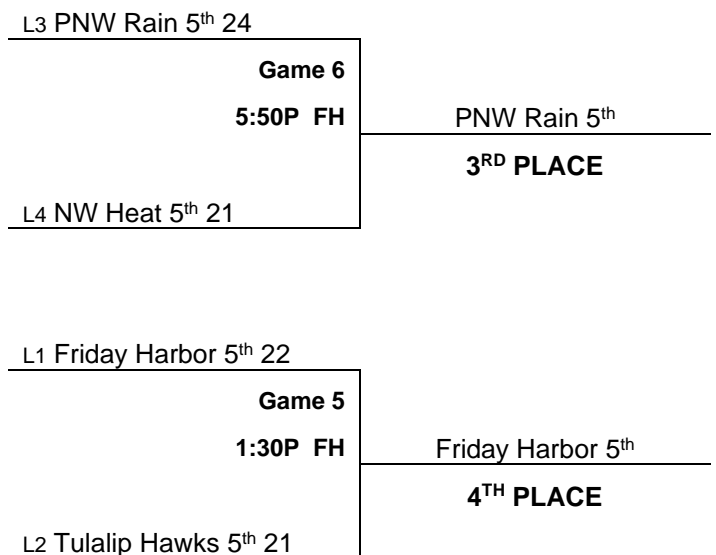 L3 PNW Rain 5th 24
Game 6
5:50P FH
PNW Rain 5th
3RD PLACE
L4 NW Heat 5th 21
L1 Friday Harbor 5th 22
Game 5
1:30P FH
Friday Harbor 5th
4TH PLACE
L2 Tulalip Hawks 5th 21